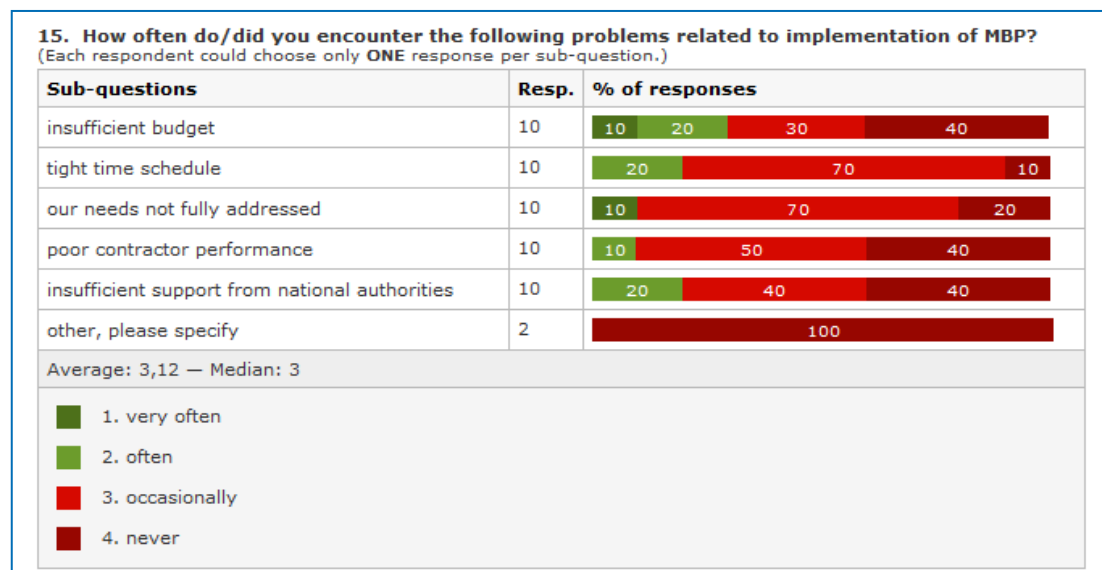 15. How often do/did you encounter the following problems related to implementation of MBP?
(Each respondent could choose only ONE response per sub-question.)
Sub-questions Resp. % of responses
insufficient budget 10 10 20 30 40
tight time schedule 10 20 70 10
our needs not fully addressed 10 10 70 20
poor contractor performance 10 10 50 40
insufficient support from national authorities 10 20 40 40
other, please specify 2 100
Average: 3,12 — Median: 3
1. very often
2. often
3. occasionally
4. never